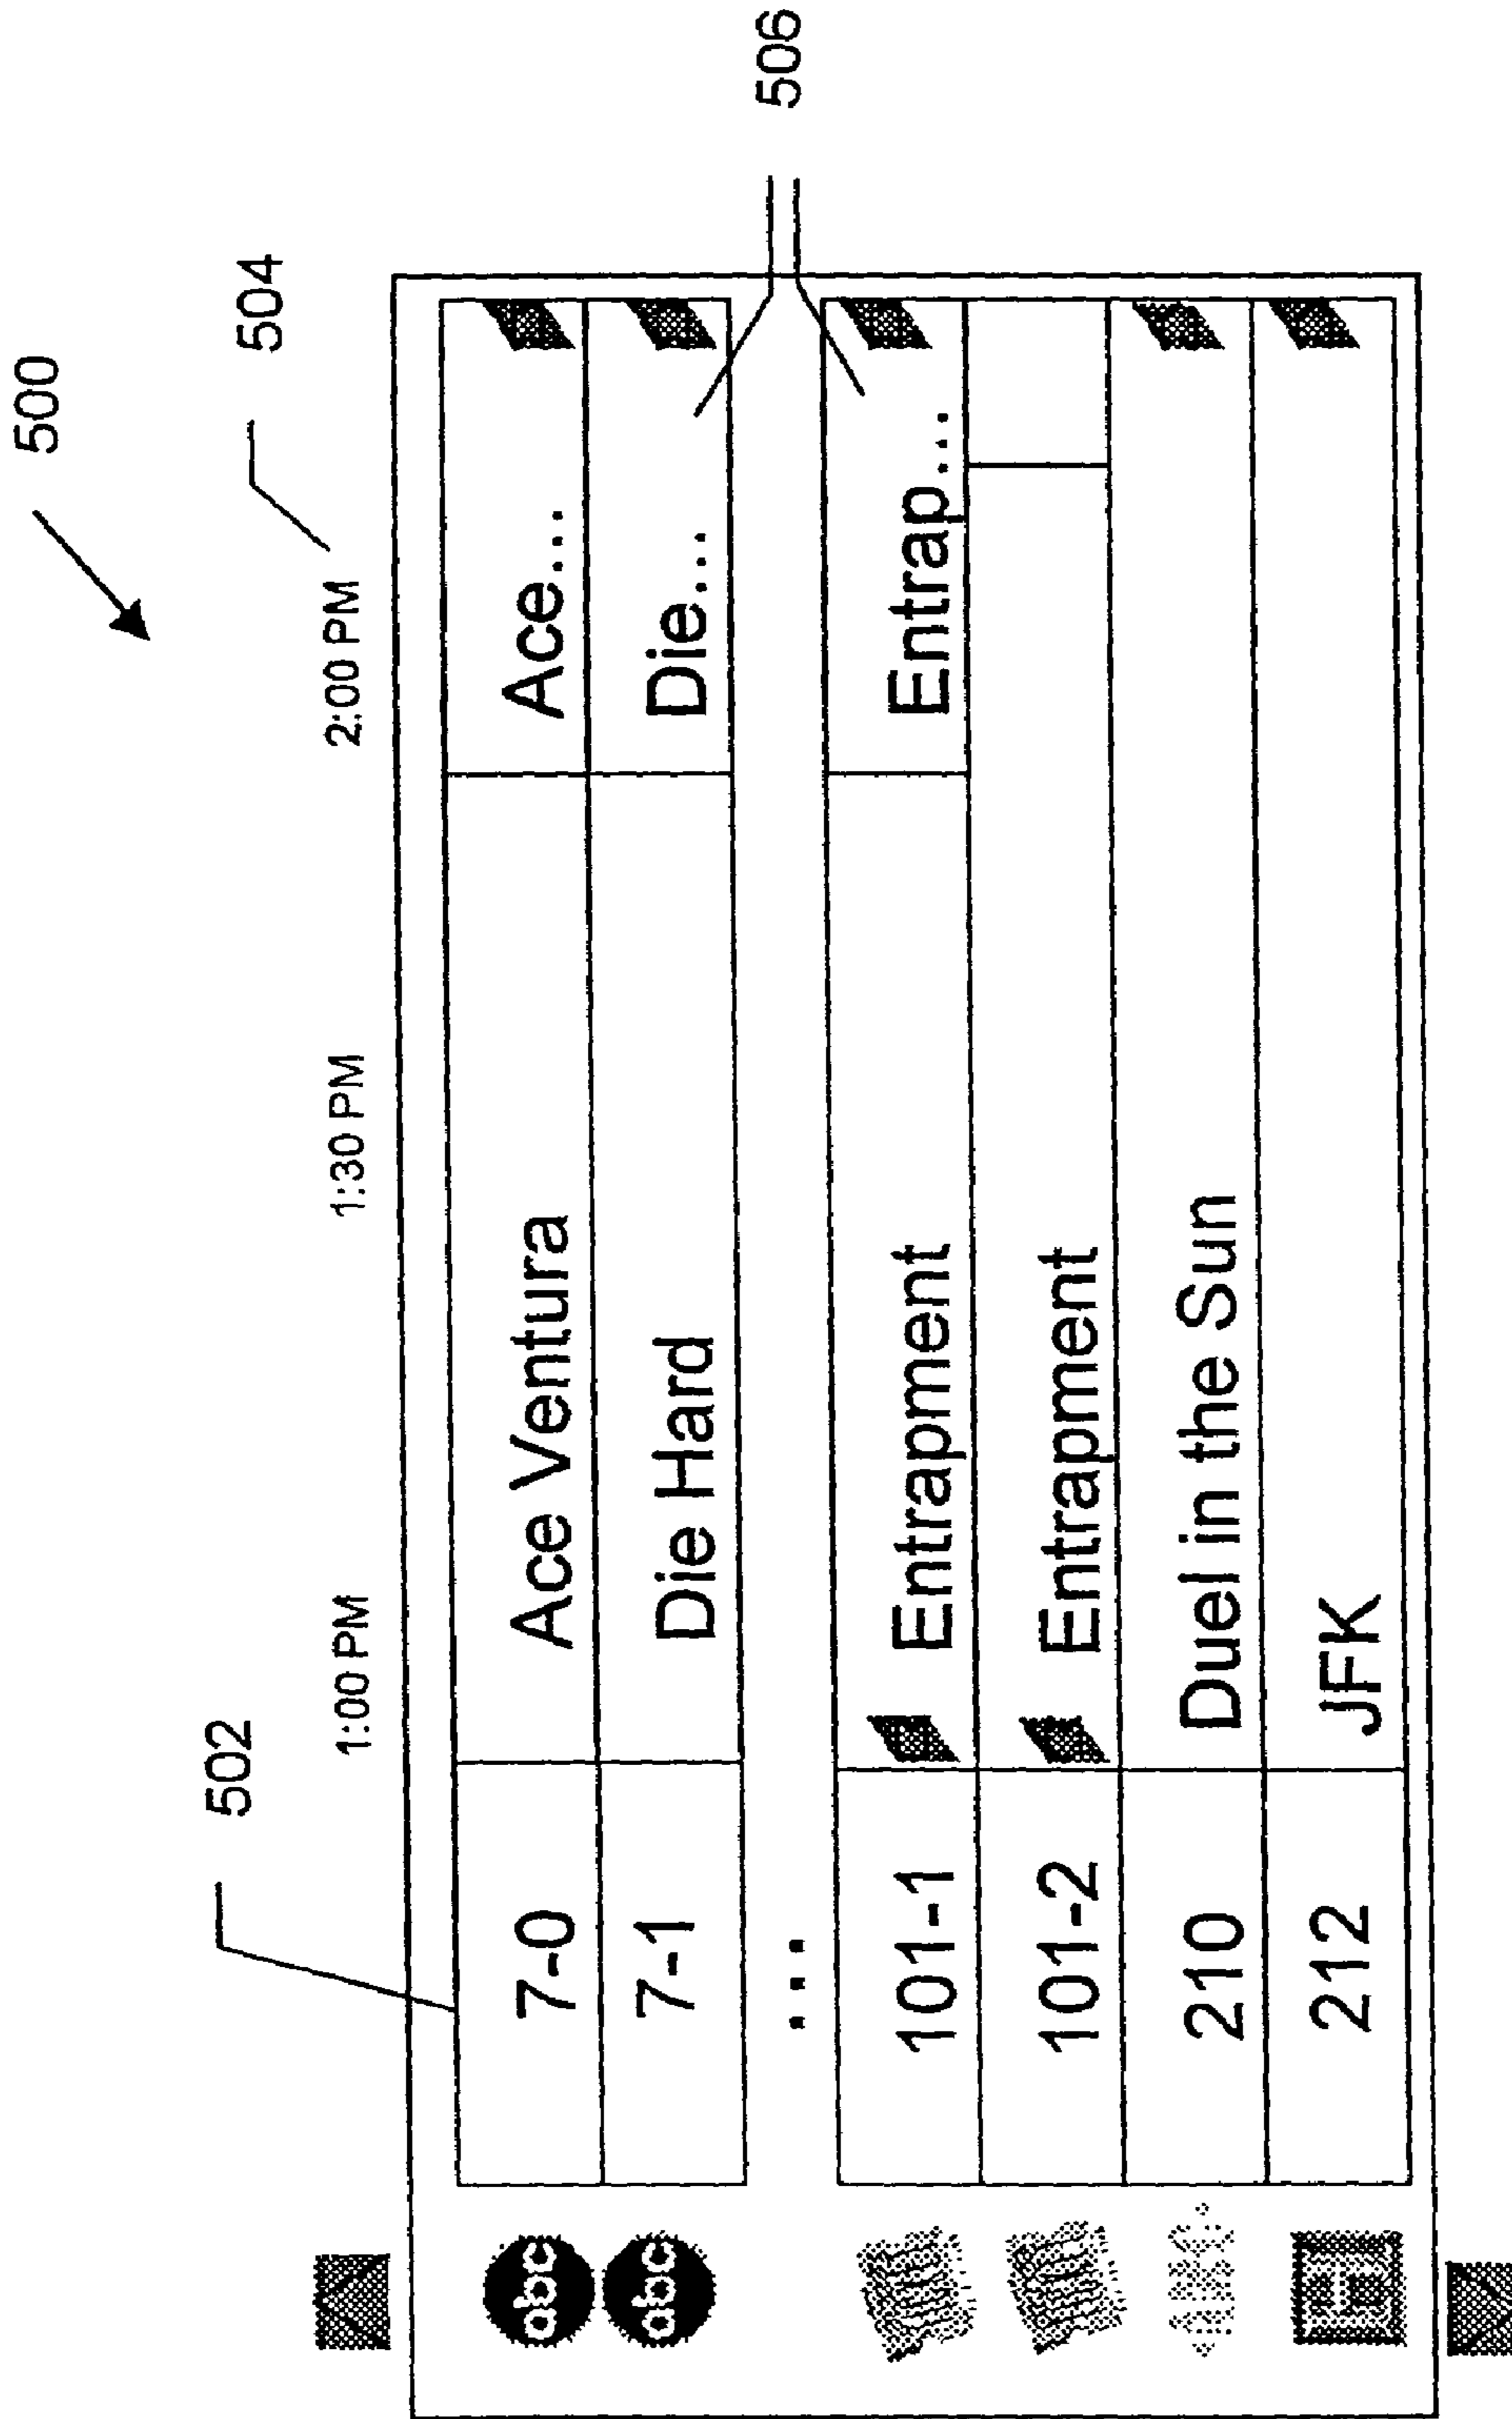 500
502
504
1:00 PM 1:30 PM 2:00 PM
abc 7-0 Ace Ventura Ace...
abc 7-1 Die Hard Die...
...
506
101-1 Entrapment Entrap...
101-2 Entrapment
210 Duel in the Sun
212 JFK